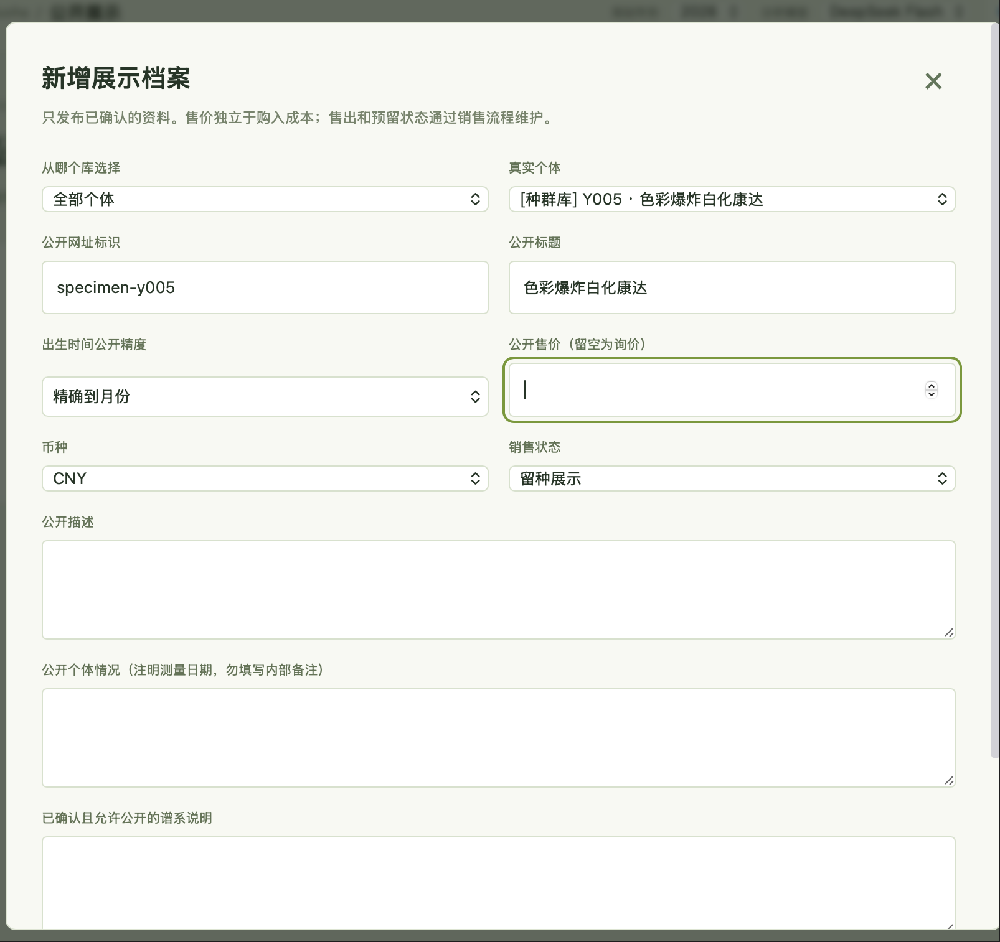 公开展示
2026
DeepSeek Flash
新增展示档案
只发布已确认的资料。售价独立于购入成本；售出和预留状态通过销售流程维护。
从哪个库选择
真实个体
全部个体
[种群库] Y005 · 色彩爆炸白化康达
公开网址标识
公开标题
specimen-y005
色彩爆炸白化康达
出生时间公开精度
公开售价（留空为询价）
精确到月份
币种
销售状态
CNY
留种展示
公开描述
公开个体情况（注明测量日期，勿填写内部备注）
已确认且允许公开的谱系说明